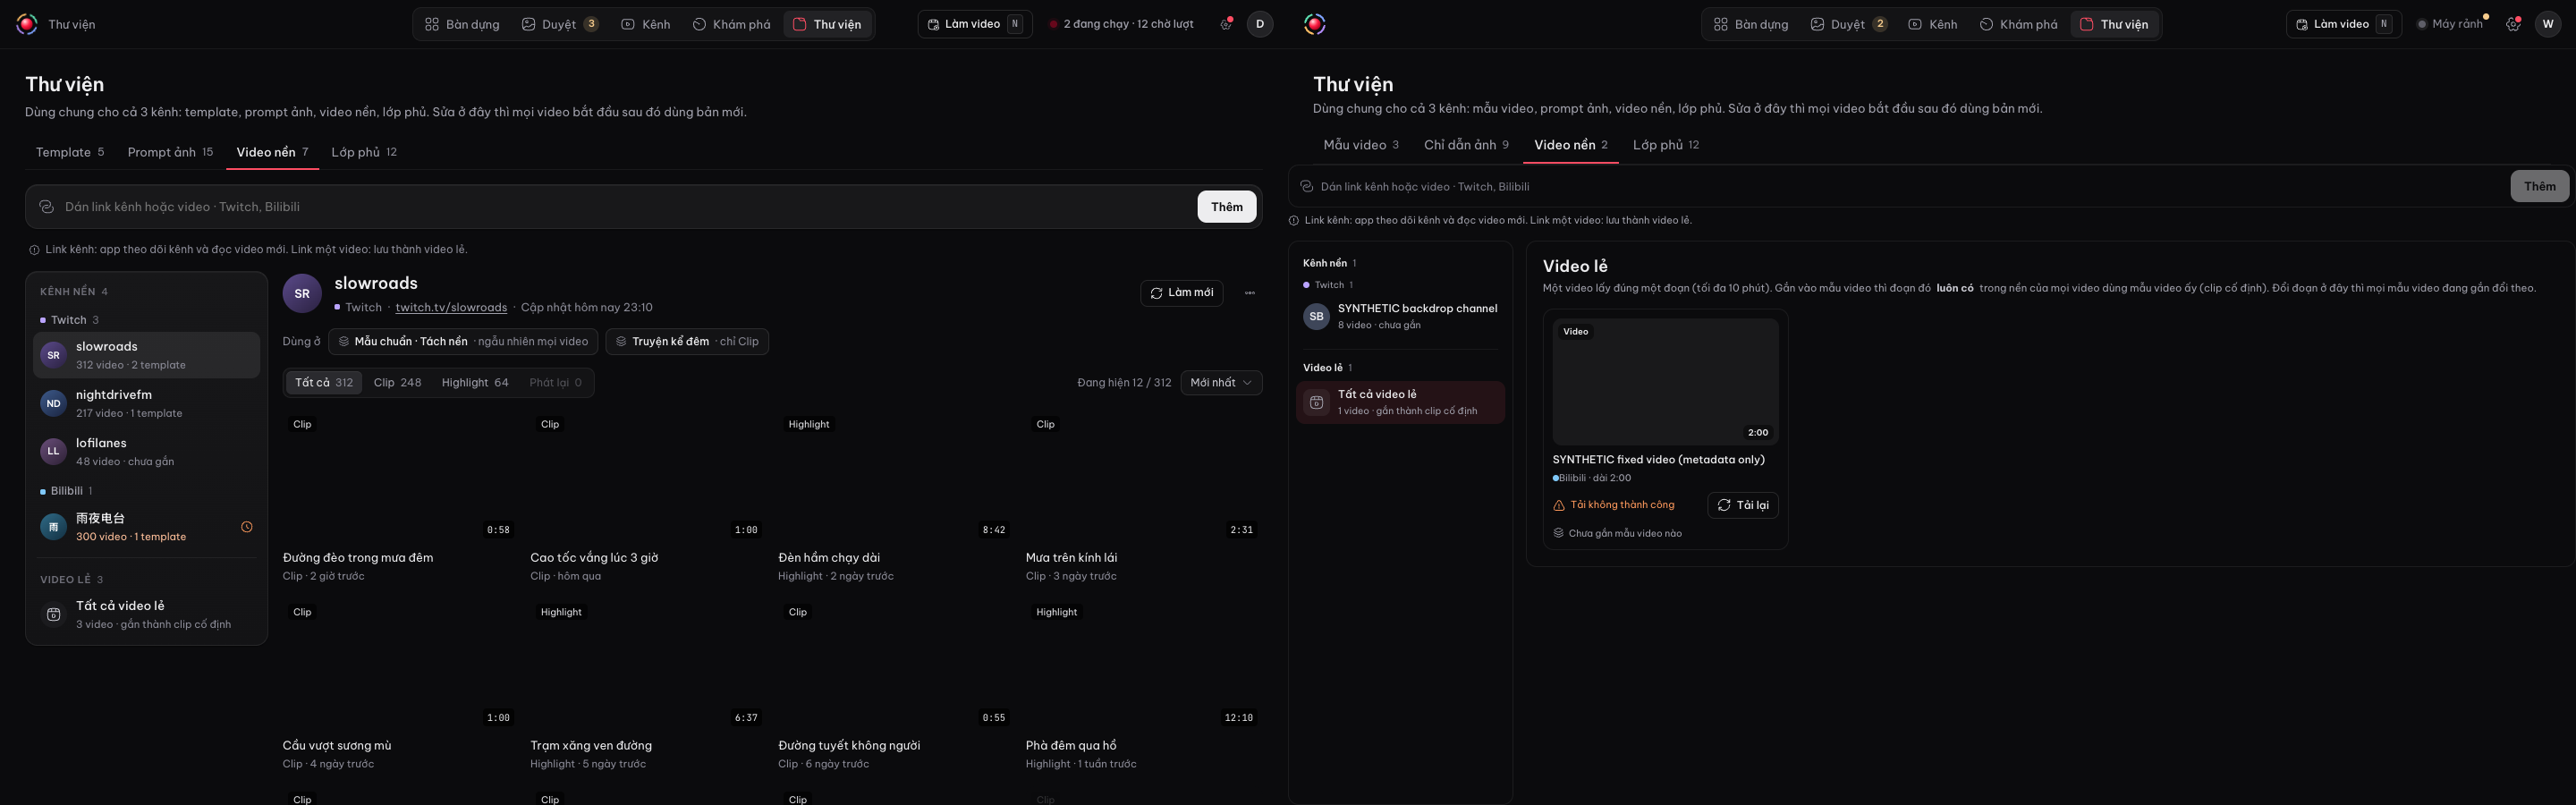 Thư viện
Bàn dựng
Duyệt 3
Kênh
Khám phá
Thư viện
Làm video N
2 đang chạy · 12 chờ lượt
D
Thư viện
Dùng chung cho cả 3 kênh: template, prompt ảnh, video nền, lớp phủ. Sửa ở đây thì mọi video bắt đầu sau đó dùng bản mới.
Template 5
Prompt ảnh 15
Video nền 7
Lớp phủ 12
Dán link kênh hoặc video · Twitch, Bilibili
Thêm
Link kênh: app theo dõi kênh và đọc video mới. Link một video: lưu thành video lẻ.
KÊNH NỀN 4
Twitch 3
SR
slowroads
312 video · 2 template
ND
nightdrivefm
217 video · 1 template
LL
lofilanes
48 video · chưa gắn
Bilibili 1
雨
雨夜电台
300 video · 1 template
VIDEO LẺ 3
Tất cả video lẻ
3 video · gắn thành clip cố định
SR
slowroads
Twitch · twitch.tv/slowroads · Cập nhật hôm nay 23:10
Làm mới
Dùng ở
Mẫu chuẩn · Tách nền · ngẫu nhiên mọi video
Truyện kể đêm · chỉ Clip
Tất cả 312
Clip 248
Highlight 64
Phát lại 0
Đang hiện 12 / 312
Mới nhất
Clip
0:58
Đường đèo trong mưa đêm
Clip · 2 giờ trước
Clip
1:00
Cao tốc vắng lúc 3 giờ
Clip · hôm qua
Highlight
8:42
Đèn hầm chạy dài
Highlight · 2 ngày trước
Clip
2:31
Mưa trên kính lái
Clip · 3 ngày trước
Clip
1:00
Cầu vượt sương mù
Clip · 4 ngày trước
Highlight
6:37
Trạm xăng ven đường
Highlight · 5 ngày trước
Clip
0:55
Đường tuyết không người
Clip · 6 ngày trước
Highlight
12:10
Phà đêm qua hồ
Highlight · 1 tuần trước
Clip
Clip
Clip
Clip
Bàn dựng
Duyệt 2
Kênh
Khám phá
Thư viện
Làm video N
Máy rảnh
W
Thư viện
Dùng chung cho cả 3 kênh: mẫu video, prompt ảnh, video nền, lớp phủ. Sửa ở đây thì mọi video bắt đầu sau đó dùng bản mới.
Mẫu video 3
Chỉ dẫn ảnh 9
Video nền 2
Lớp phủ 12
Dán link kênh hoặc video · Twitch, Bilibili
Thêm
Link kênh: app theo dõi kênh và đọc video mới. Link một video: lưu thành video lẻ.
Kênh nền 1
Twitch 1
SB
SYNTHETIC backdrop channel
8 video · chưa gắn
Video lẻ 1
Tất cả video lẻ
1 video · gắn thành clip cố định
Video lẻ
Một video lấy đúng một đoạn (tối đa 10 phút). Gắn vào mẫu video thì đoạn đó luôn có trong nền của mọi video dùng mẫu video ấy (clip cố định). Đổi đoạn ở đây thì mọi mẫu video đang gắn đổi theo.
Video
2:00
SYNTHETIC fixed video (metadata only)
Bilibili · dài 2:00
Tải không thành công
Tải lại
Chưa gắn mẫu video nào